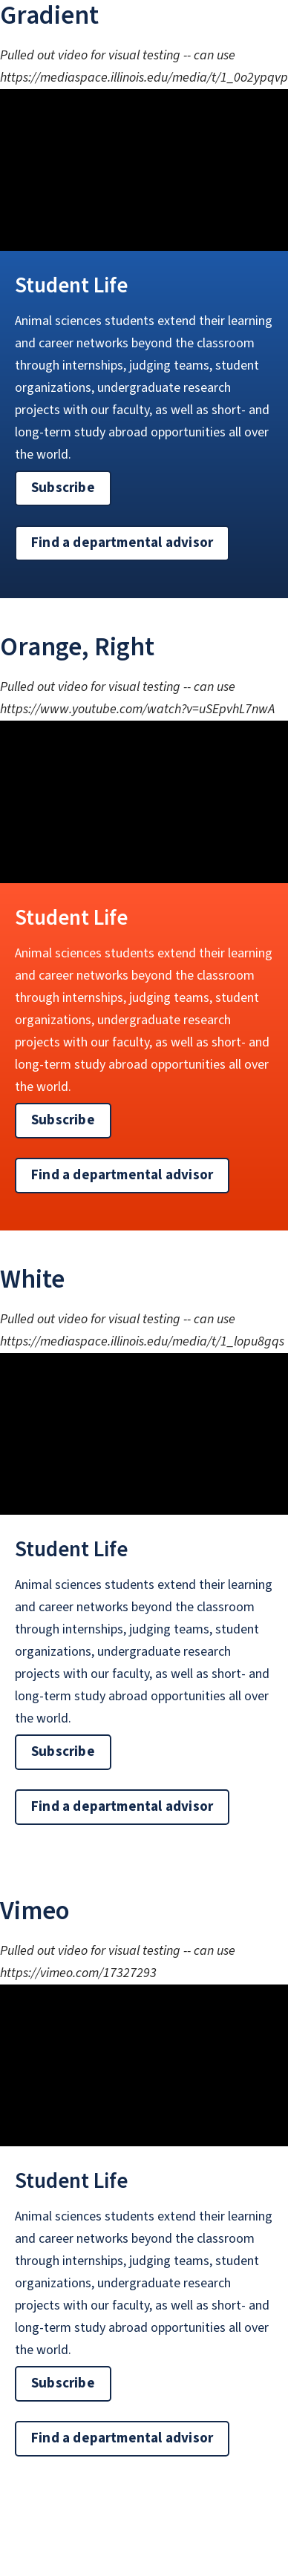 Gradient
Pulled out video for visual testing -- can use
https://mediaspace.illinois.edu/media/t/1_0o2ypqvp
Student Life
Animal sciences students extend their learning
and career networks beyond the classroom
through internships, judging teams, student
organizations, undergraduate research
projects with our faculty, as well as short- and
long-term study abroad opportunities all over
the world.
Subscribe
Find a departmental advisor
Orange, Right
Pulled out video for visual testing -- can use
https://www.youtube.com/watch?v=uSEpvhL7nwA
Student Life
Animal sciences students extend their learning
and career networks beyond the classroom
through internships, judging teams, student
organizations, undergraduate research
projects with our faculty, as well as short- and
long-term study abroad opportunities all over
the world.
Subscribe
Find a departmental advisor
White
Pulled out video for visual testing -- can use
https://mediaspace.illinois.edu/media/t/1_lopu8gqs
Student Life
Animal sciences students extend their learning
and career networks beyond the classroom
through internships, judging teams, student
organizations, undergraduate research
projects with our faculty, as well as short- and
long-term study abroad opportunities all over
the world.
Subscribe
Find a departmental advisor
Vimeo
Pulled out video for visual testing -- can use
https://vimeo.com/17327293
Student Life
Animal sciences students extend their learning
and career networks beyond the classroom
through internships, judging teams, student
organizations, undergraduate research
projects with our faculty, as well as short- and
long-term study abroad opportunities all over
the world.
Subscribe
Find a departmental advisor